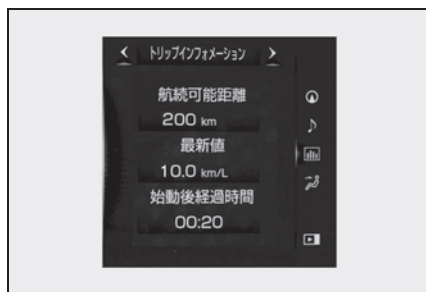 トリップインフォメーション
航続可能距離
200 km
最新値
10.0 km/L
始動後経過時間
00:20